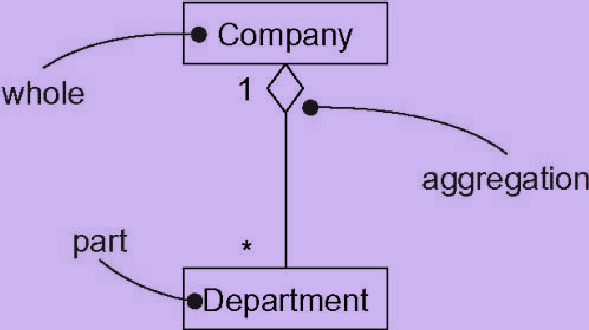 Company
whole
1
aggregation
part
*
Department